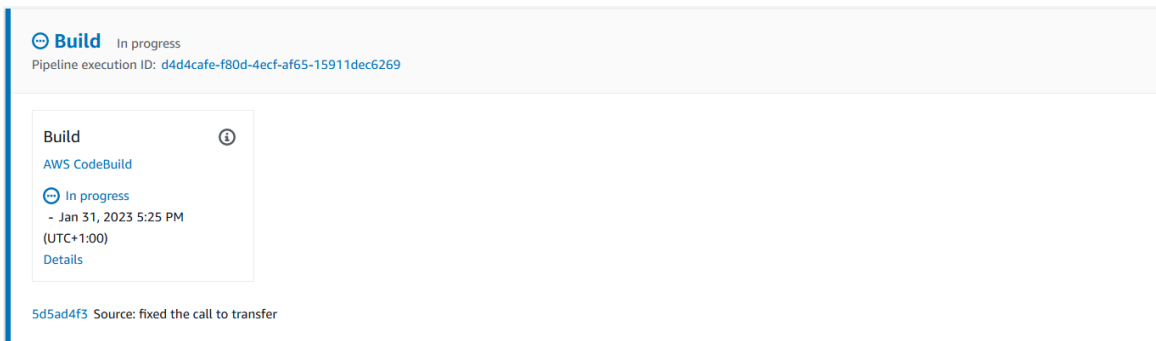 Build In progress
Pipeline execution ID: d4d4cafe-f80d-4ecf-af65-15911dec6269
Build
AWS CodeBuild
In progress
- Jan 31, 2023 5:25 PM
(UTC+1:00)
Details
5d5ad4f3 Source: fixed the call to transfer